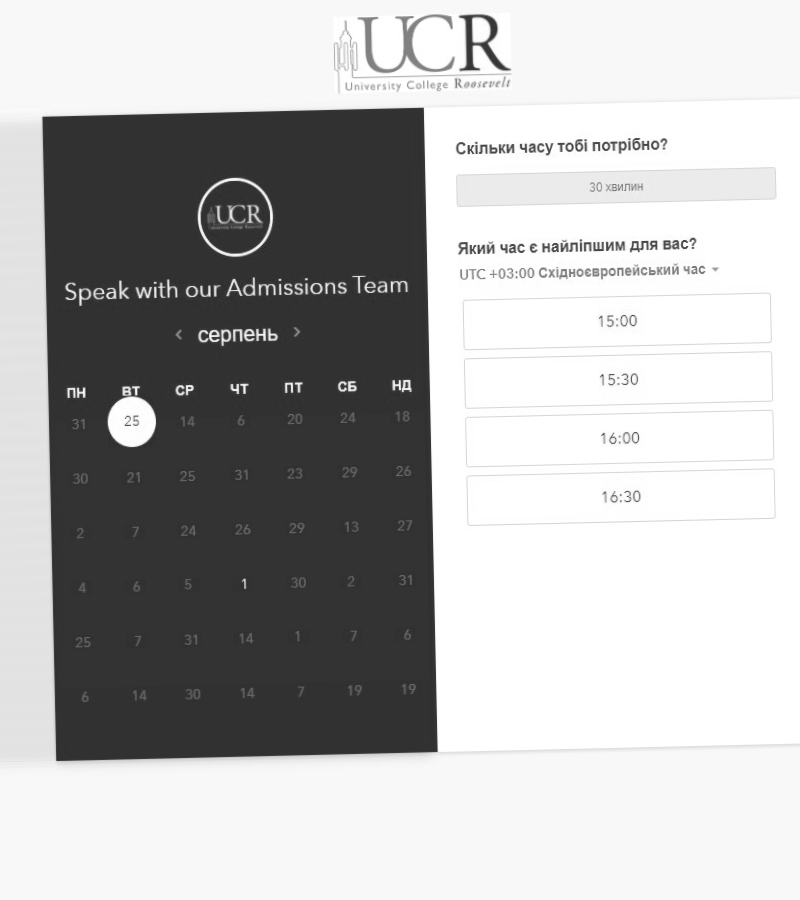 UCR
University College Roosevelt
UCR
University College Roosevelt
Speak with our Admissions Team
серпень
ПН ВТ СР ЧТ ПТ СБ НД
31 25 14 6 20 24 18
30 21 25 31 23 29 26
2 7 24 26 29 13 27
4 6 5 1 30 2 31
25 7 31 14 1 7 6
6 14 30 14 7 19 19
Скільки часу тобі потрібно?
30 хвилин
Який час є найліпшим для вас?
UTC +03:00 Східноєвропейський час
15:00
15:30
16:00
16:30